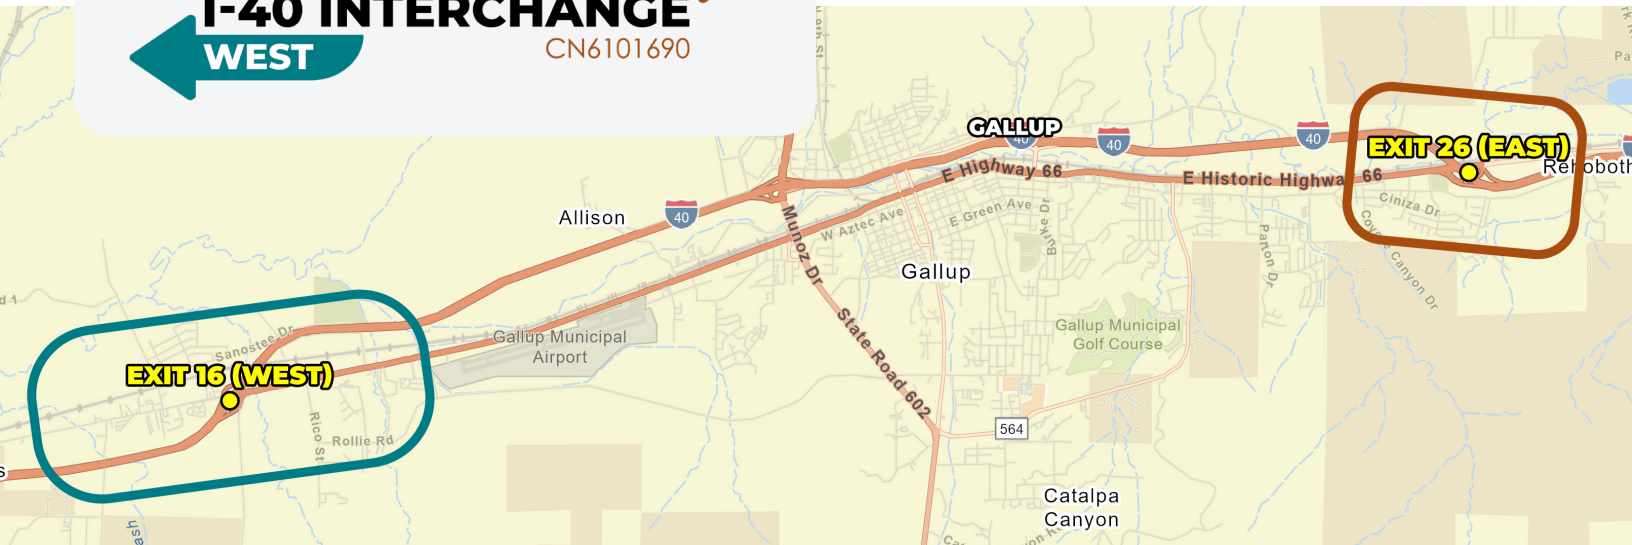 I-40 INTERCHANGE
WEST
CN6101690
GALLUP
40
40
40
EXIT 26 (EAST)
Rehoboth
E Highway 66
E Historic Highway 66
Ciniza Dr
Coyote Canyon Dr
Parton Dr
Allison
40
Munoz Dr
W Aztec Ave
E Green Ave
Burke Dr
Gallup
State Road 602
Gallup Municipal
Airport
Gallup Municipal
Golf Course
Sanostee Dr
EXIT 16 (WEST)
Rico St
Rollie Rd
564
Catalpa
Canyon